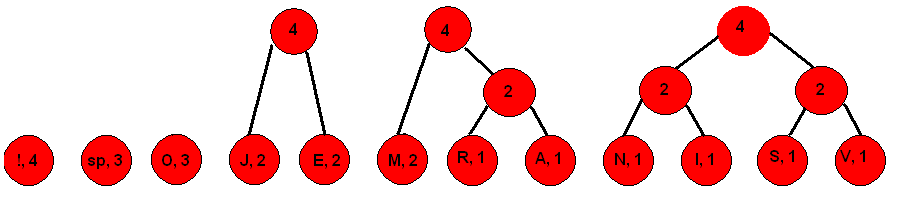 4
4
4
2
2
2
!, 4
sp, 3
O, 3
J, 2
E, 2
M, 2
R, 1
A, 1
N, 1
I, 1
S, 1
V, 1